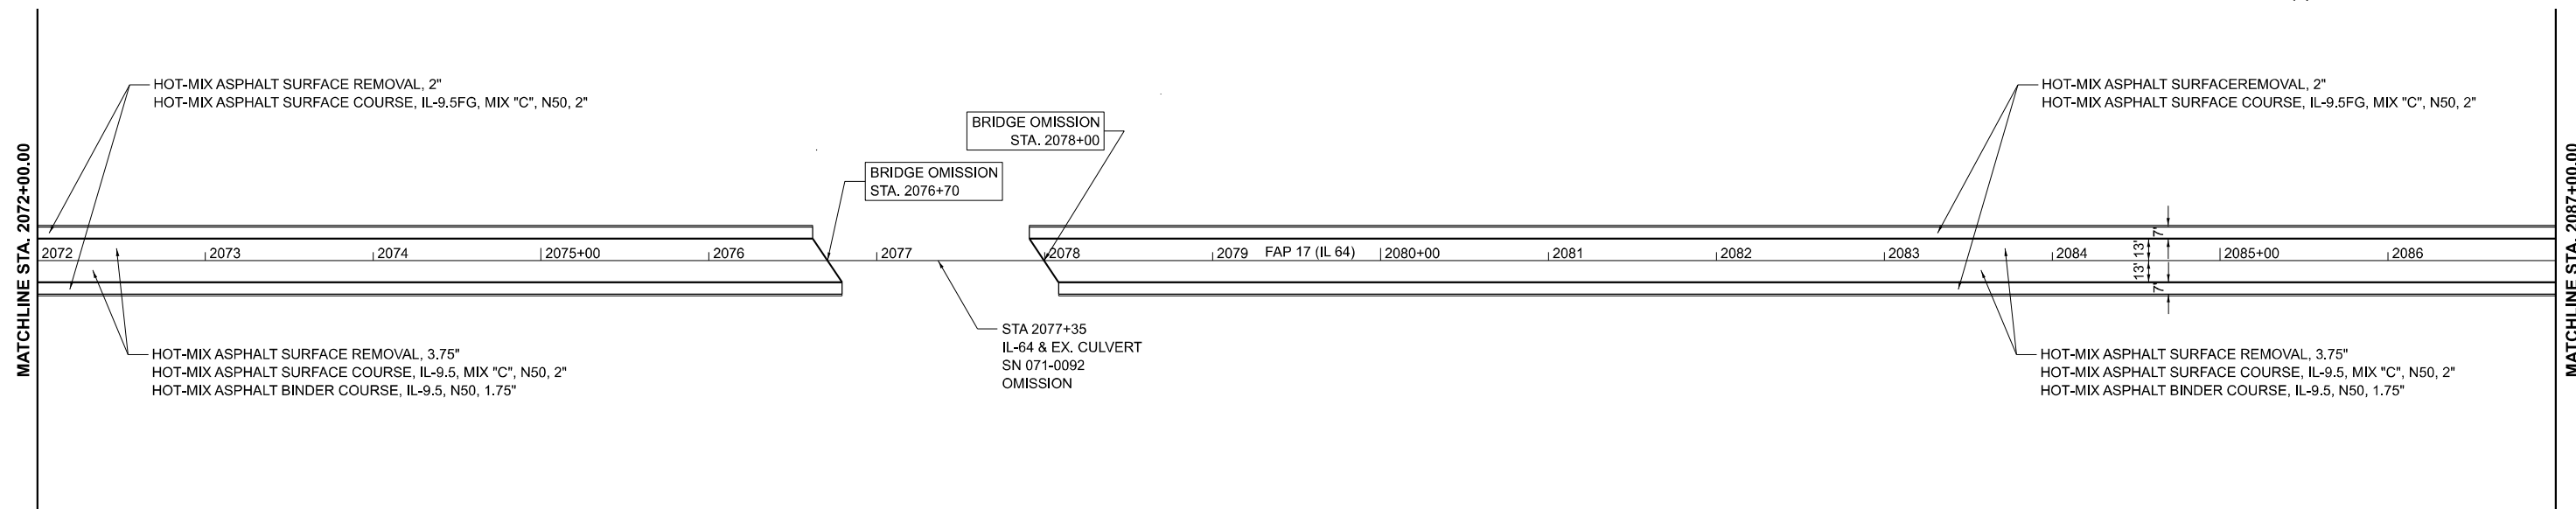 HOT-MIX ASPHALT SURFACE REMOVAL, 2"
HOT-MIX ASPHALT SURFACE COURSE, IL-9.5FG, MIX "C", N50, 2"
HOT-MIX ASPHALT SURFACEREMOVAL, 2"
HOT-MIX ASPHALT SURFACE COURSE, IL-9.5FG, MIX "C", N50, 2"
BRIDGE OMISSION
STA. 2078+00
BRIDGE OMISSION
STA. 2076+70
MATCHLINE STA. 2072+00.00
MATCHLINE STA. 2087+00.00
2072
2073
2074
2075+00
2076
2077
2078
2079
FAP 17 (IL 64)
2080+00
2081
2082
2083
2084
2085+00
2086
7'
13'
13'
7'
STA 2077+35
IL-64 & EX. CULVERT
SN 071-0092
OMISSION
HOT-MIX ASPHALT SURFACE REMOVAL, 3.75"
HOT-MIX ASPHALT SURFACE COURSE, IL-9.5, MIX "C", N50, 2"
HOT-MIX ASPHALT BINDER COURSE, IL-9.5, N50, 1.75"
HOT-MIX ASPHALT SURFACE REMOVAL, 3.75"
HOT-MIX ASPHALT SURFACE COURSE, IL-9.5, MIX "C", N50, 2"
HOT-MIX ASPHALT BINDER COURSE, IL-9.5, N50, 1.75"